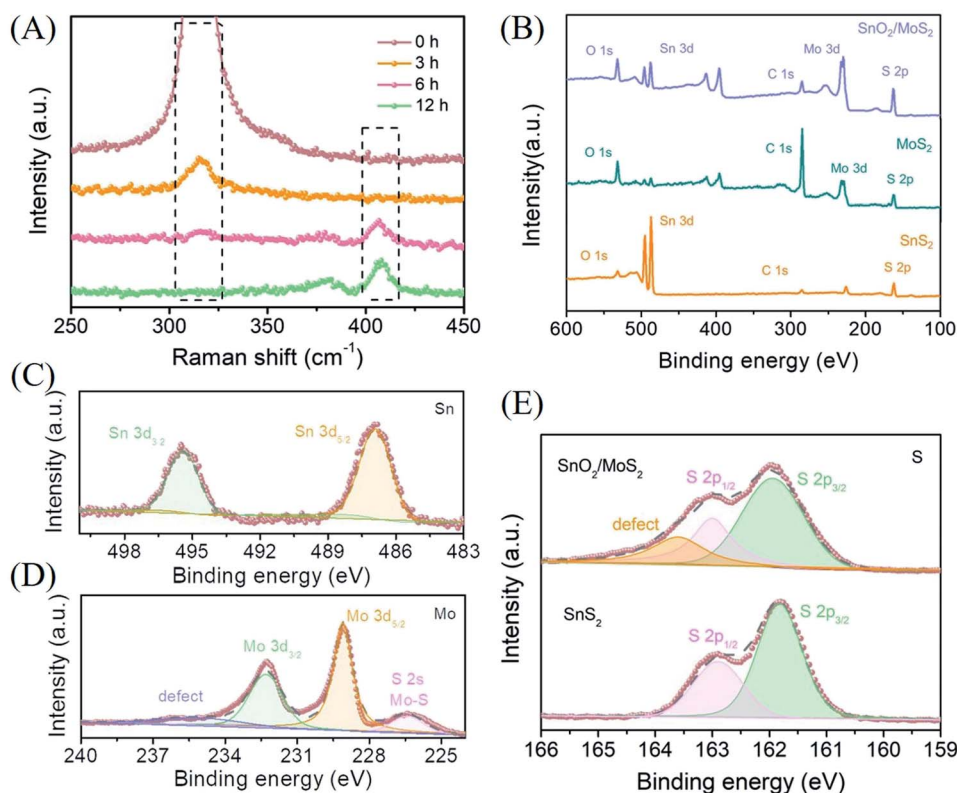 (A)
0 h
3 h
6 h
12 h
Intensity (a.u.)
250 300 350 400 450
Raman shift (cm⁻¹)
(B)
SnO₂/MoS₂
O 1s
Sn 3d
Mo 3d
C 1s
S 2p
MoS₂
O 1s
C 1s
Mo 3d
S 2p
SnS₂
Sn 3d
O 1s
C 1s
S 2p
Intensity(a.u.)
600 500 400 300 200 100
Binding energy (eV)
(C)
Sn
Sn 3d₃.₂
Sn 3d₅/₂
Intensity (a.u.)
498 495 492 489 486 483
Binding energy (eV)
(D)
Mo
Mo 3d₅/₂
Mo 3d₃/₂
S 2s
Mo-S
defect
Intensity (a.u.)
240 237 234 231 228 225
Binding energy (eV)
(E)
S
SnO₂/MoS₂
S 2p₁/₂
S 2p₃/₂
defect
SnS₂
S 2p₁/₂
S 2p₃/₂
Intensity (a.u.)
166 165 164 163 162 161 160 159
Binding energy (eV)